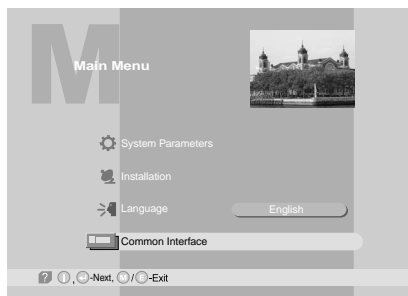 M
Main Menu
System Parameters
Installation
Language English
Common Interface
? I, -Next, M / E -Exit